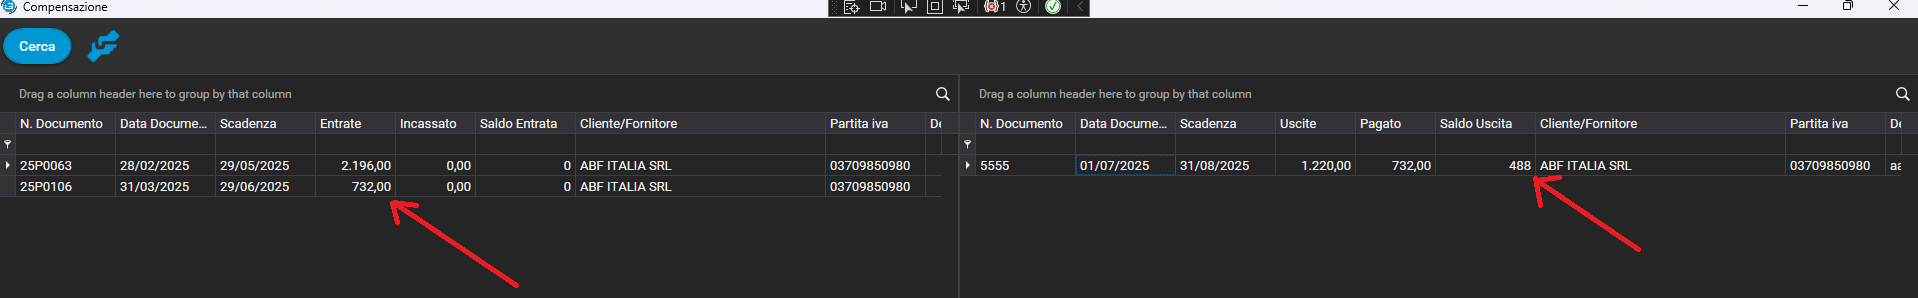 Compensazione
1
Cerca
Drag a column header here to group by that column
N. Documento Data Docume... Scadenza Entrate Incassato Saldo Entrata Cliente/Fornitore Partita iva De
25P0063 28/02/2025 29/05/2025 2.196,00 0,00 0 ABF ITALIA SRL 03709850980
25P0106 31/03/2025 29/06/2025 732,00 0,00 0 ABF ITALIA SRL 03709850980
Drag a column header here to group by that column
N. Documento Data Docume... Scadenza Uscite Pagato Saldo Uscita Cliente/Fornitore Partita iva De
5555 01/07/2025 31/08/2025 1.220,00 732,00 488 ABF ITALIA SRL 03709850980 aa